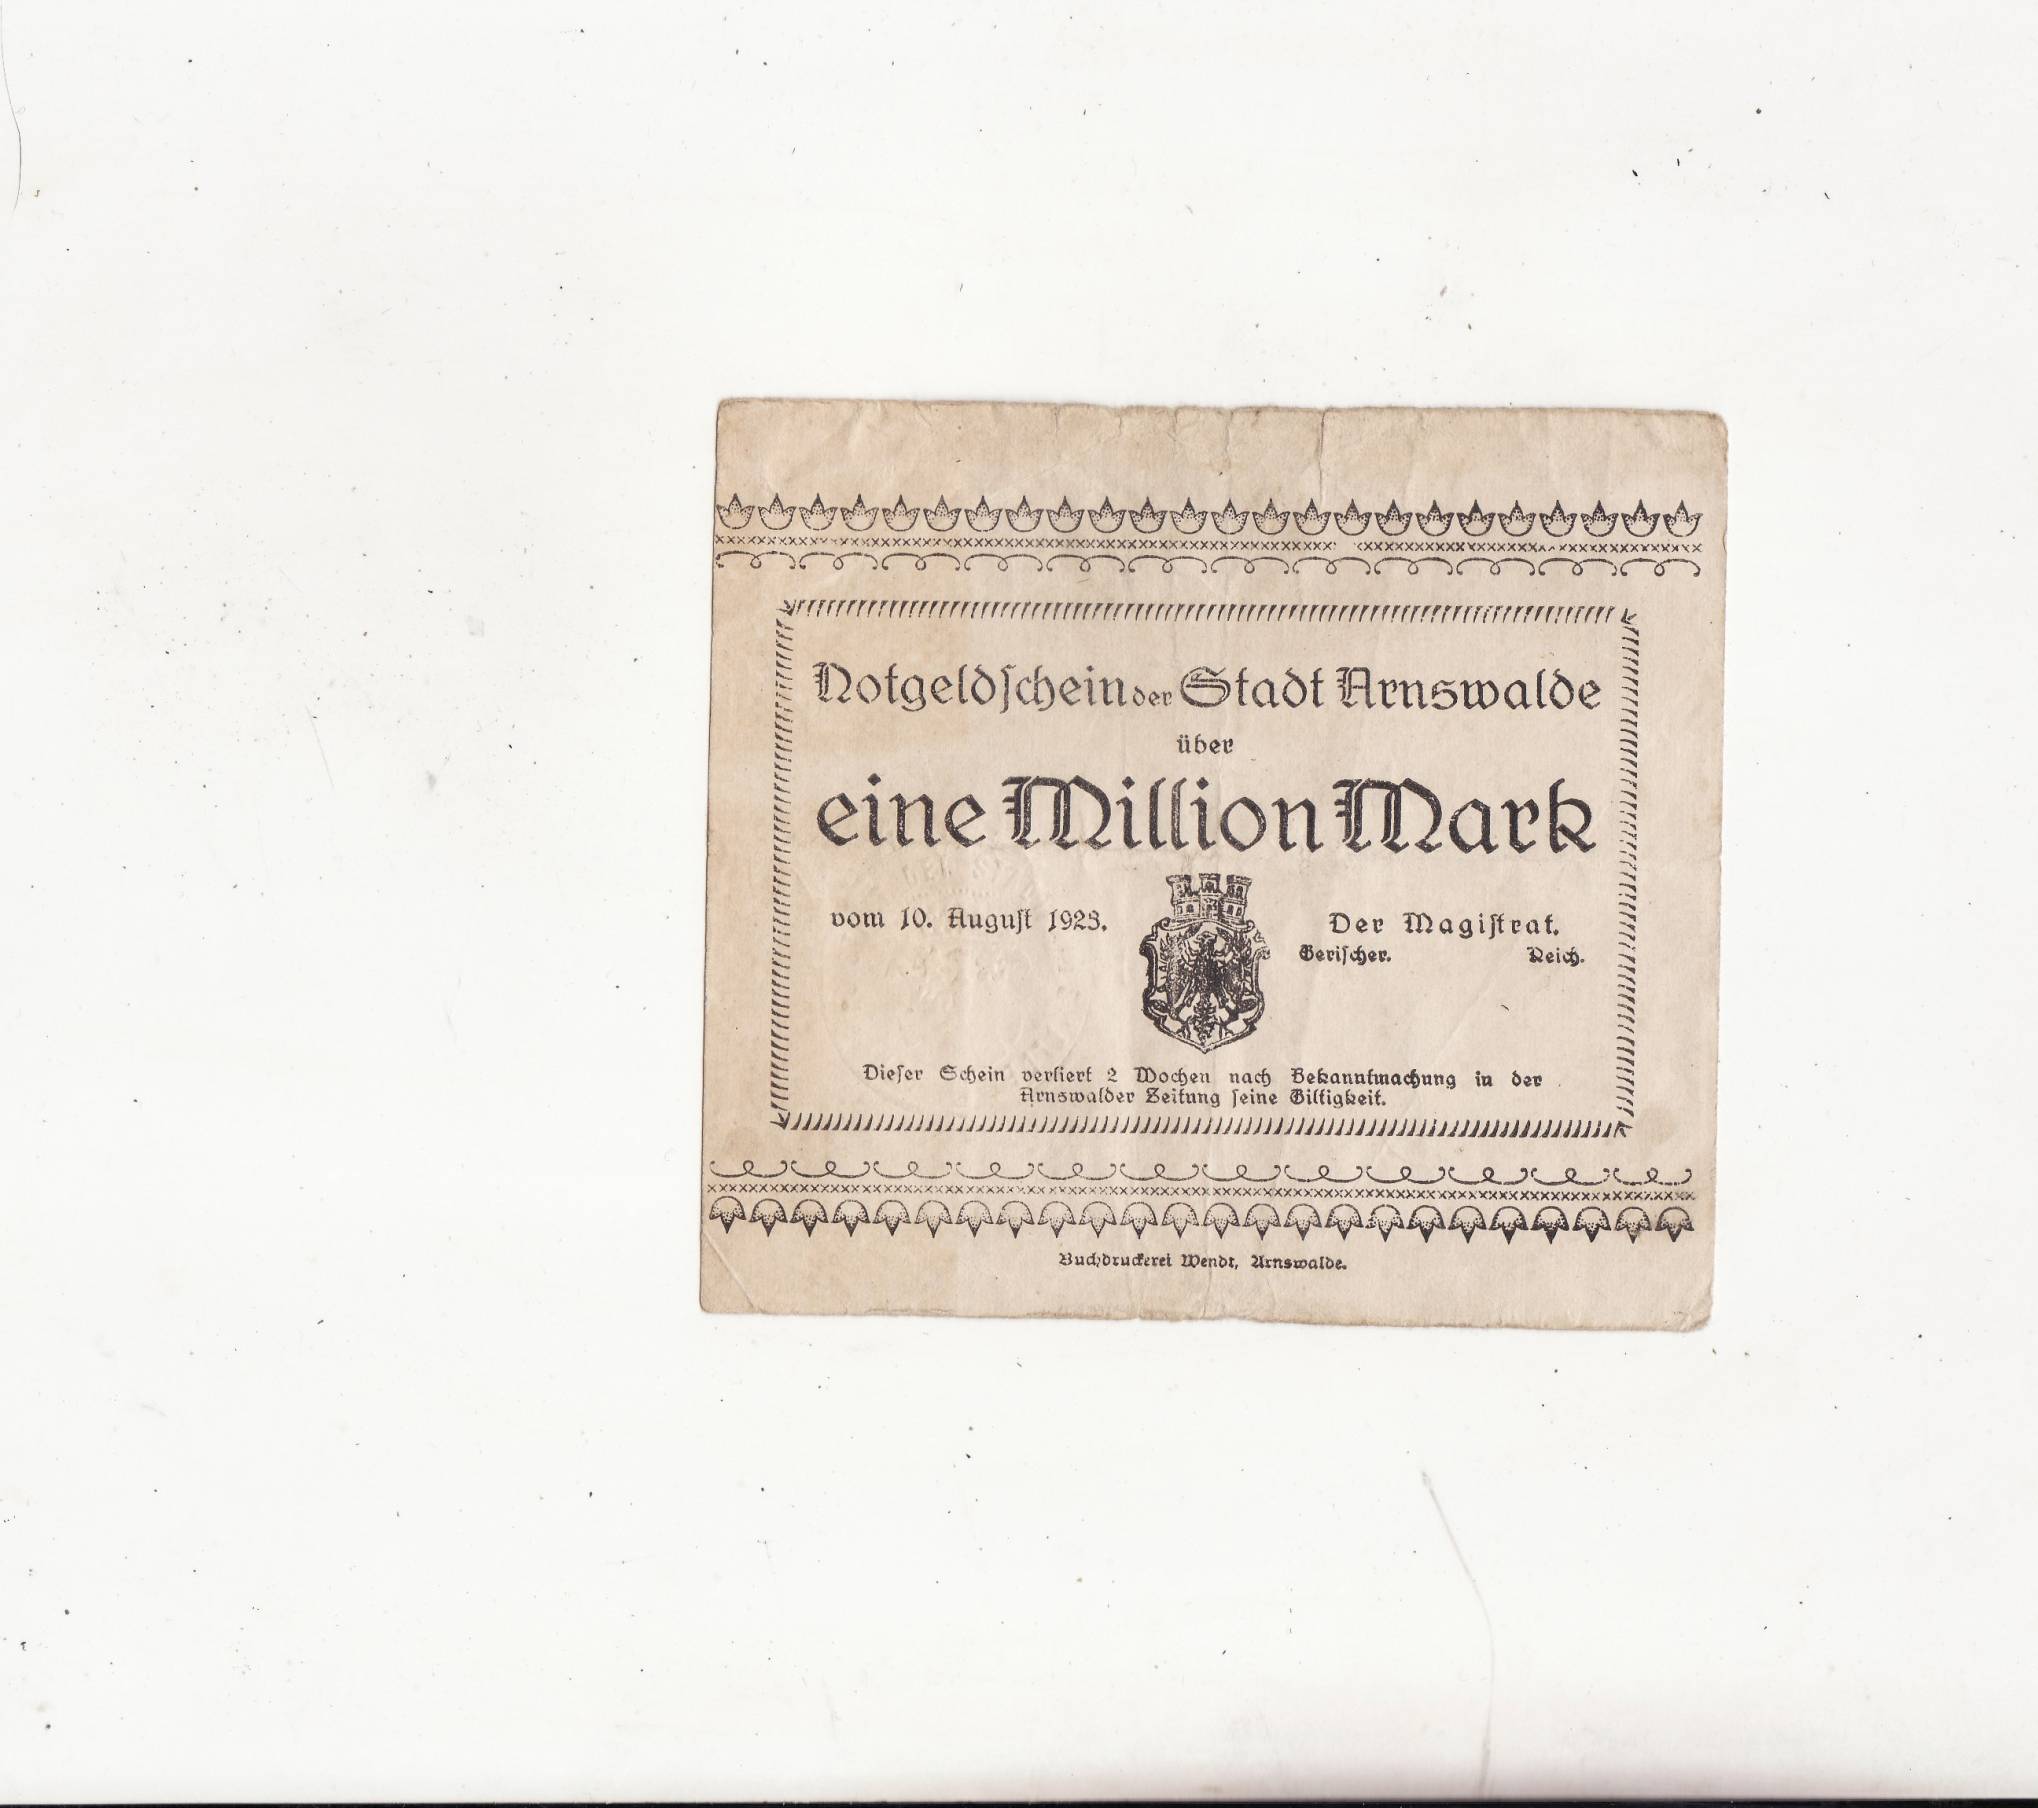 Notgeldſchein der Stadt Arnswalde
über
eine Million Mark
vom 10. Auguſt 1923.
Der Magiſtrat.
Geriſcher. Reich.
Dieſer Schein verliert 2 Wochen nach Bekanntmachung in der
Arnswalder Zeitung ſeine Giltigkeit.
Buchdruckerei Wendt, Arnswalde.